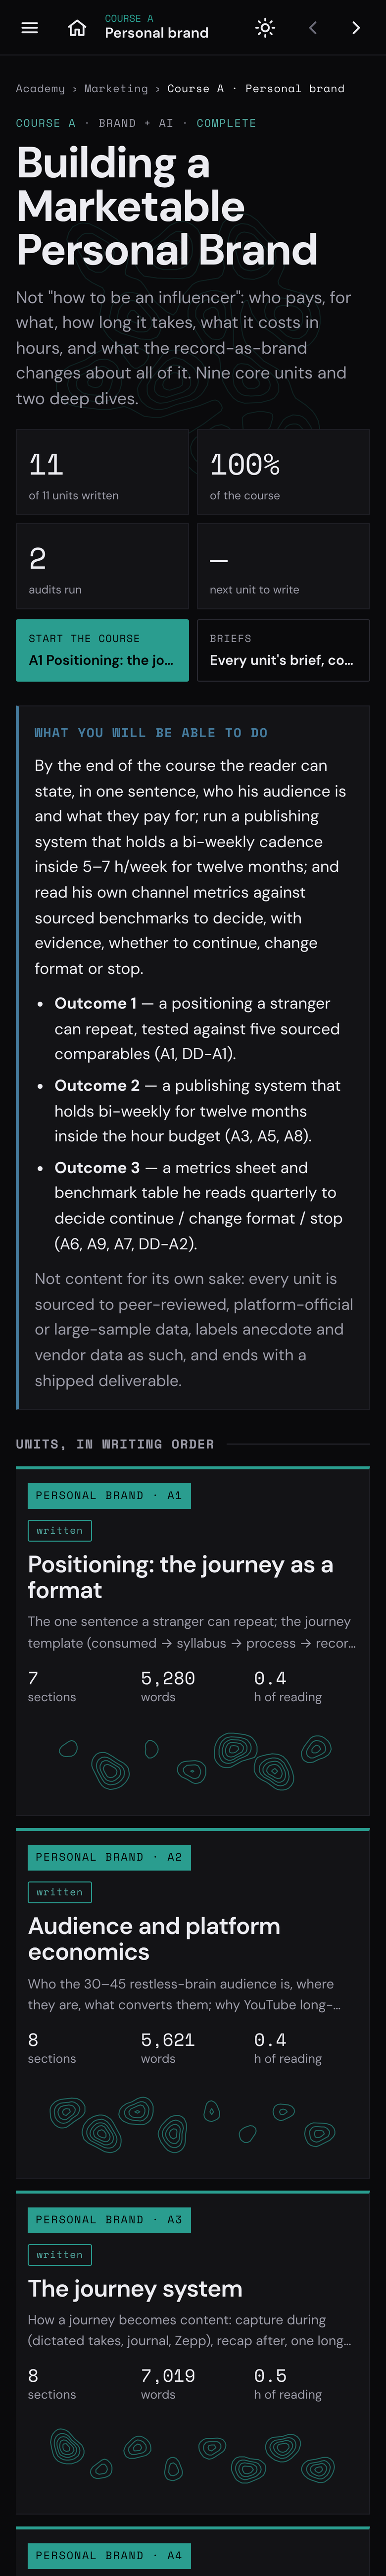 COURSE A
Personal brand
Academy › Marketing › Course A · Personal brand
COURSE A · BRAND + AI · COMPLETE
Building a
Marketable
Personal Brand
Not "how to be an influencer": who pays, for
what, how long it takes, what it costs in
hours, and what the record-as-brand
changes about all of it. Nine core units and
two deep dives.
11
of 11 units written
100%
of the course
2
audits run
—
next unit to write
START THE COURSE
A1 Positioning: the jo...
BRIEFS
Every unit's brief, co...
WHAT YOU WILL BE ABLE TO DO
By the end of the course the reader can
state, in one sentence, who his audience is
and what they pay for; run a publishing
system that holds a bi-weekly cadence
inside 5–7 h/week for twelve months; and
read his own channel metrics against
sourced benchmarks to decide, with
evidence, whether to continue, change
format or stop.
• Outcome 1 — a positioning a stranger
can repeat, tested against five sourced
comparables (A1, DD-A1).
• Outcome 2 — a publishing system that
holds bi-weekly for twelve months
inside the hour budget (A3, A5, A8).
• Outcome 3 — a metrics sheet and
benchmark table he reads quarterly to
decide continue / change format / stop
(A6, A9, A7, DD-A2).
Not content for its own sake: every unit is
sourced to peer-reviewed, platform-official
or large-sample data, labels anecdote and
vendor data as such, and ends with a
shipped deliverable.
UNITS, IN WRITING ORDER
PERSONAL BRAND · A1
written
Positioning: the journey as a
format
The one sentence a stranger can repeat; the journey
template (consumed → syllabus → process → recor...
7
sections
5,280
words
0.4
h of reading
PERSONAL BRAND · A2
written
Audience and platform
economics
Who the 30–45 restless-brain audience is, where
they are, what converts them; why YouTube long-...
8
sections
5,621
words
0.4
h of reading
PERSONAL BRAND · A3
written
The journey system
How a journey becomes content: capture during
(dictated takes, journal, Zepp), recap after, one long...
8
sections
7,019
words
0.5
h of reading
PERSONAL BRAND · A4